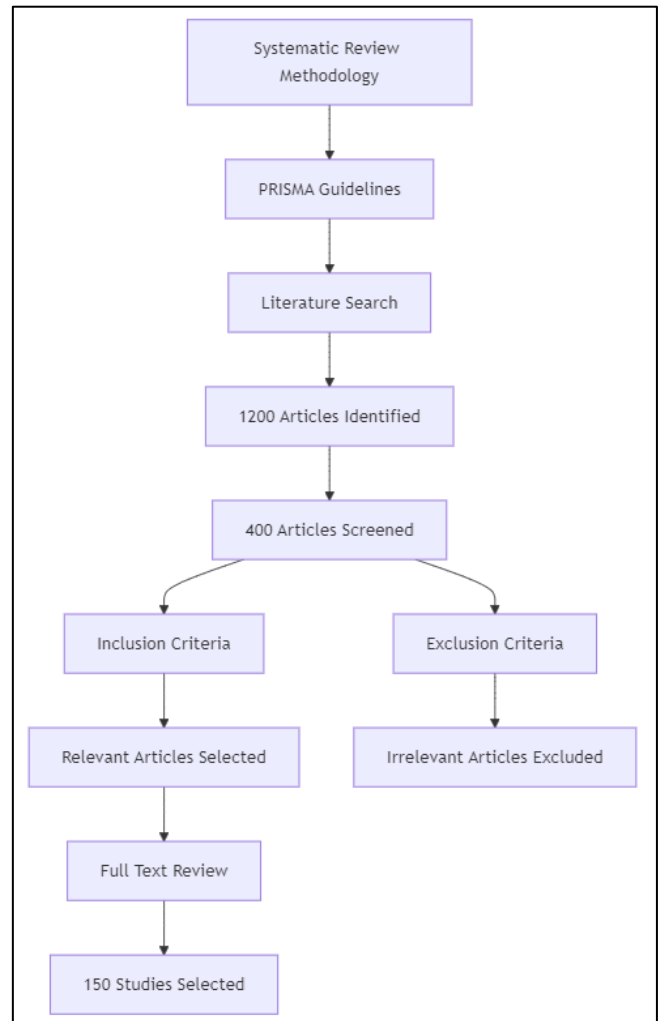 Systematic Review
Methodology
PRISMA Guidelines
Literature Search
1200 Articles Identified
400 Articles Screened
Inclusion Criteria
Exclusion Criteria
Relevant Articles Selected
Irrelevant Articles Excluded
Full Text Review
150 Studies Selected